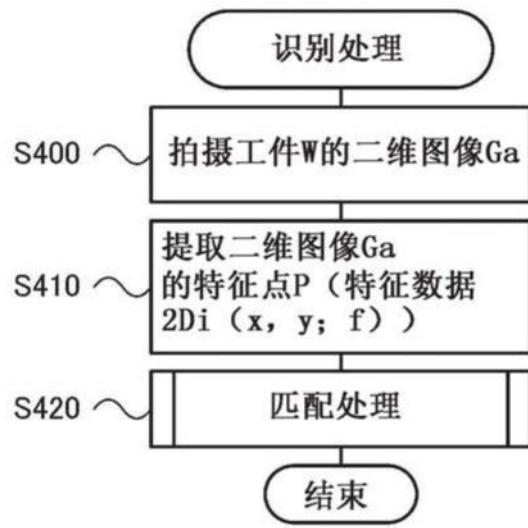 识别处理
S400
拍摄工件W的二维图像Ga
提取二维图像Ga
S410
的特征点P（特征数据
2Di（x，y；f））
S420
匹配处理
结束